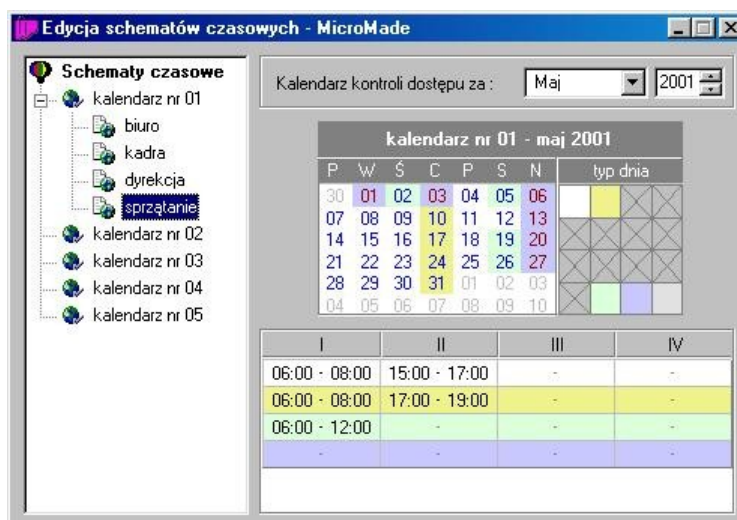 Edycja schematów czasowych - MicroMade
Schematy czasowe
kalendarz nr 01
biuro
kadra
dyrekcja
sprzątanie
kalendarz nr 02
kalendarz nr 03
kalendarz nr 04
kalendarz nr 05
Kalendarz kontroli dostępu za : Maj 2001
kalendarz nr 01 - maj 2001
P W Ś C P S N typ dnia
30 01 02 03 04 05 06
07 08 09 10 11 12 13
14 15 16 17 18 19 20
21 22 23 24 25 26 27
28 29 30 31 01 02 03
04 05 06 07 08 09 10
I II III IV
06:00 - 08:00 15:00 - 17:00 - -
06:00 - 08:00 17:00 - 19:00 - -
06:00 - 12:00 - - -
- - - -